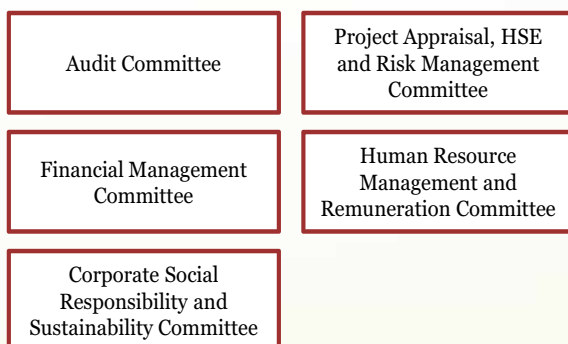 Audit Committee
Project Appraisal, HSE
and Risk Management
Committee
Financial Management
Committee
Human Resource
Management and
Remuneration Committee
Corporate Social
Responsibility and
Sustainability Committee